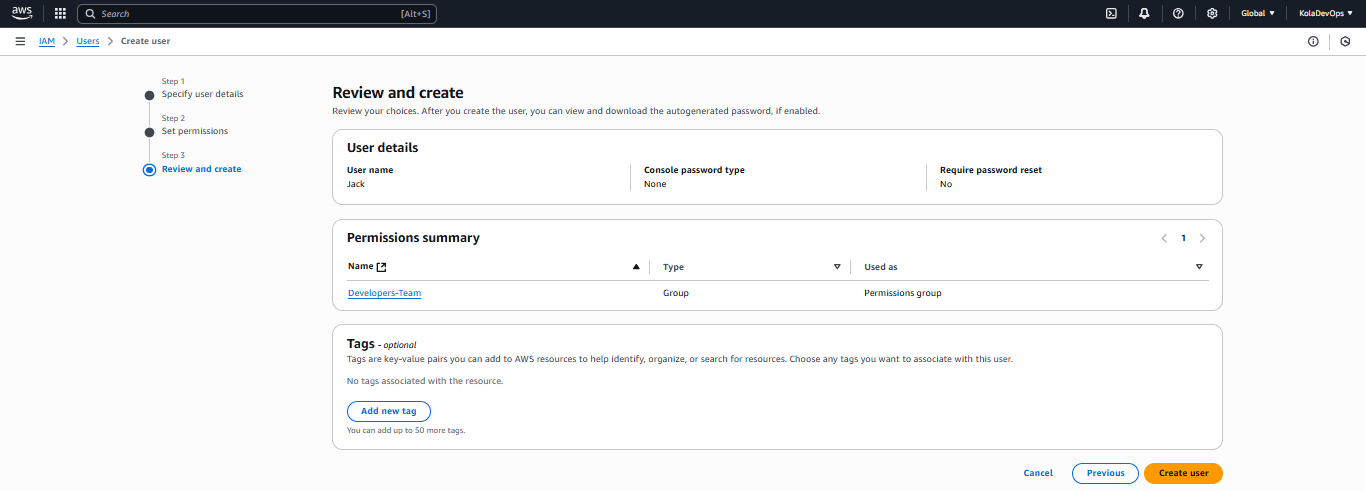 aws Search [Alt+S] Global KolaDevOps
IAM Users Create user
Step 1
Specify user details
Step 2
Set permissions
Step 3
Review and create
Review and create
Review your choices. After you create the user, you can view and download the autogenerated password, if enabled.
User details
User name Console password type Require password reset
Jack None No
Permissions summary 1
Name Type Used as
Developers-Team Group Permissions group
Tags - optional
Tags are key-value pairs you can add to AWS resources to help identify, organize, or search for resources. Choose any tags you want to associate with this user.
No tags associated with the resource.
Add new tag
You can add up to 50 more tags.
Cancel Previous Create user